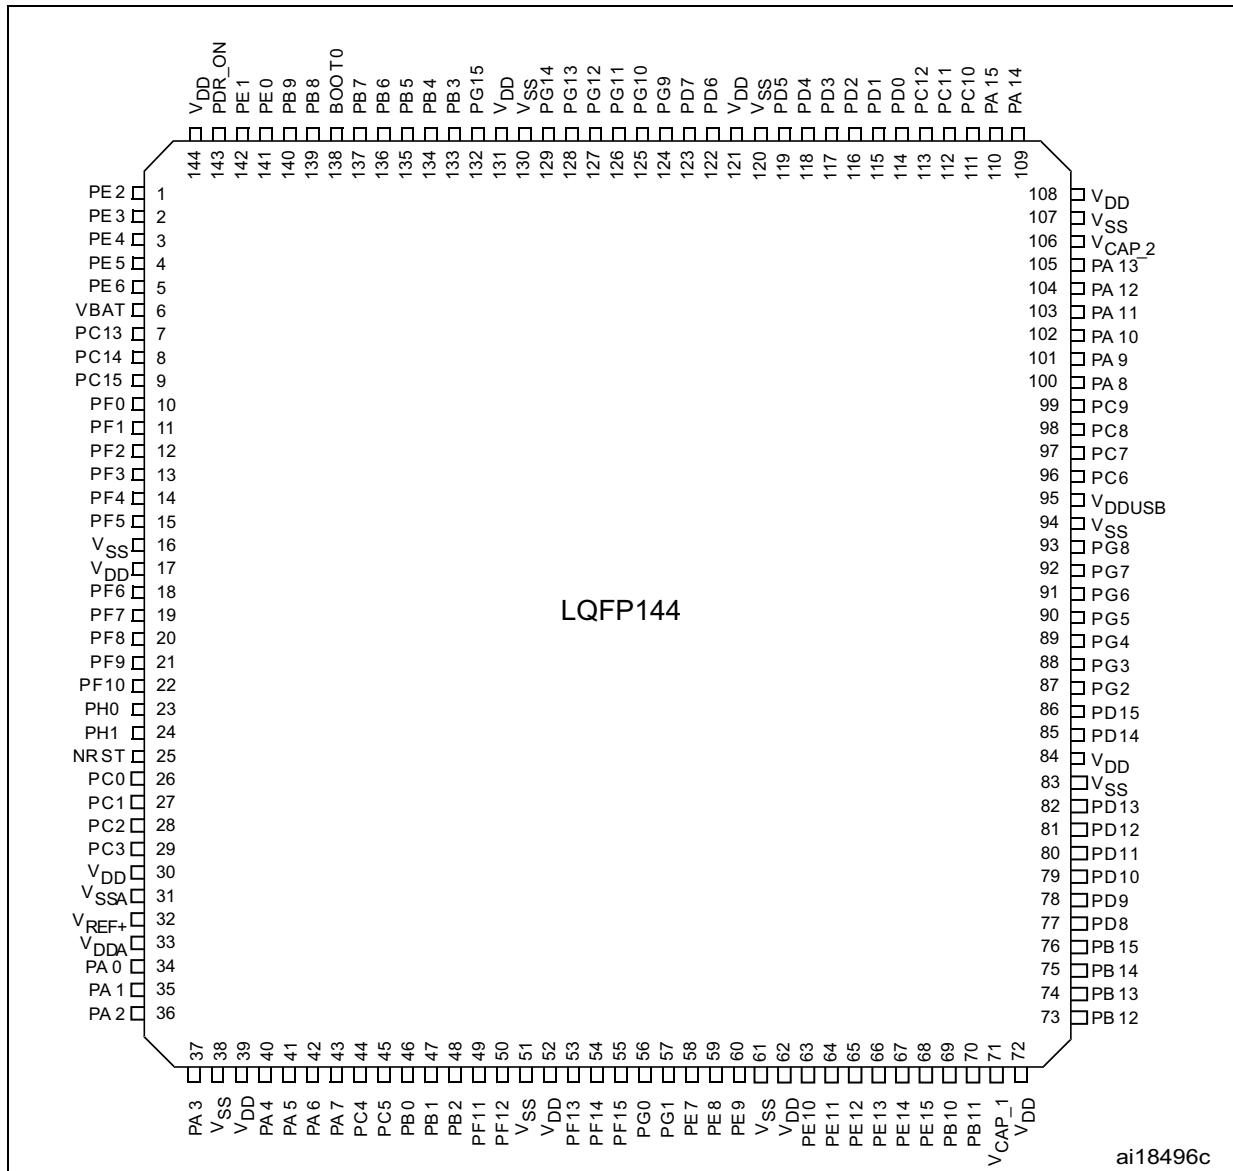 VDD PDR_ON PE1 PE0 PB9 PB8 BOOT0 PB7 PB6 PB5 PB4 PB3 PG15 VDD VSS PG14 PG13 PG12 PG11 PG10 PG9 PD7 PD6 VDD VSS PD5 PD4 PD3 PD2 PD1 PD0 PC12 PC11 PC10 PA15 PA14
144 143 142 141 140 139 138 137 136 135 134 133 132 131 130 129 128 127 126 125 124 123 122 121 120 119 118 117 116 115 114 113 112 111 110 109
PE2 1
PE3 2
PE4 3
PE5 4
PE6 5
VBAT 6
PC13 7
PC14 8
PC15 9
PF0 10
PF1 11
PF2 12
PF3 13
PF4 14
PF5 15
VSS 16
VDD 17
PF6 18
PF7 19
PF8 20
PF9 21
PF10 22
PH0 23
PH1 24
NRST 25
PC0 26
PC1 27
PC2 28
PC3 29
VDD 30
VSSA 31
VREF+ 32
VDDA 33
PA0 34
PA1 35
PA2 36
LQFP144
108 VDD
107 VSS
106 VCAP_2
105 PA13
104 PA12
103 PA11
102 PA10
101 PA9
100 PA8
99 PC9
98 PC8
97 PC7
96 PC6
95 VDDUSB
94 VSS
93 PG8
92 PG7
91 PG6
90 PG5
89 PG4
88 PG3
87 PG2
86 PD15
85 PD14
84 VDD
83 VSS
82 PD13
81 PD12
80 PD11
79 PD10
78 PD9
77 PD8
76 PB15
75 PB14
74 PB13
73 PB12
37 38 39 40 41 42 43 44 45 46 47 48 49 50 51 52 53 54 55 56 57 58 59 60 61 62 63 64 65 66 67 68 69 70 71 72
PA3 VSS VDD PA4 PA5 PA6 PA7 PC4 PC5 PB0 PB1 PB2 PF11 PF12 VSS VDD PF13 PF14 PF15 PG0 PG1 PE7 PE8 PE9 VSS VDD PE10 PE11 PE12 PE13 PE14 PE15 PB10 PB11 VCAP_1 VDD
ai18496c